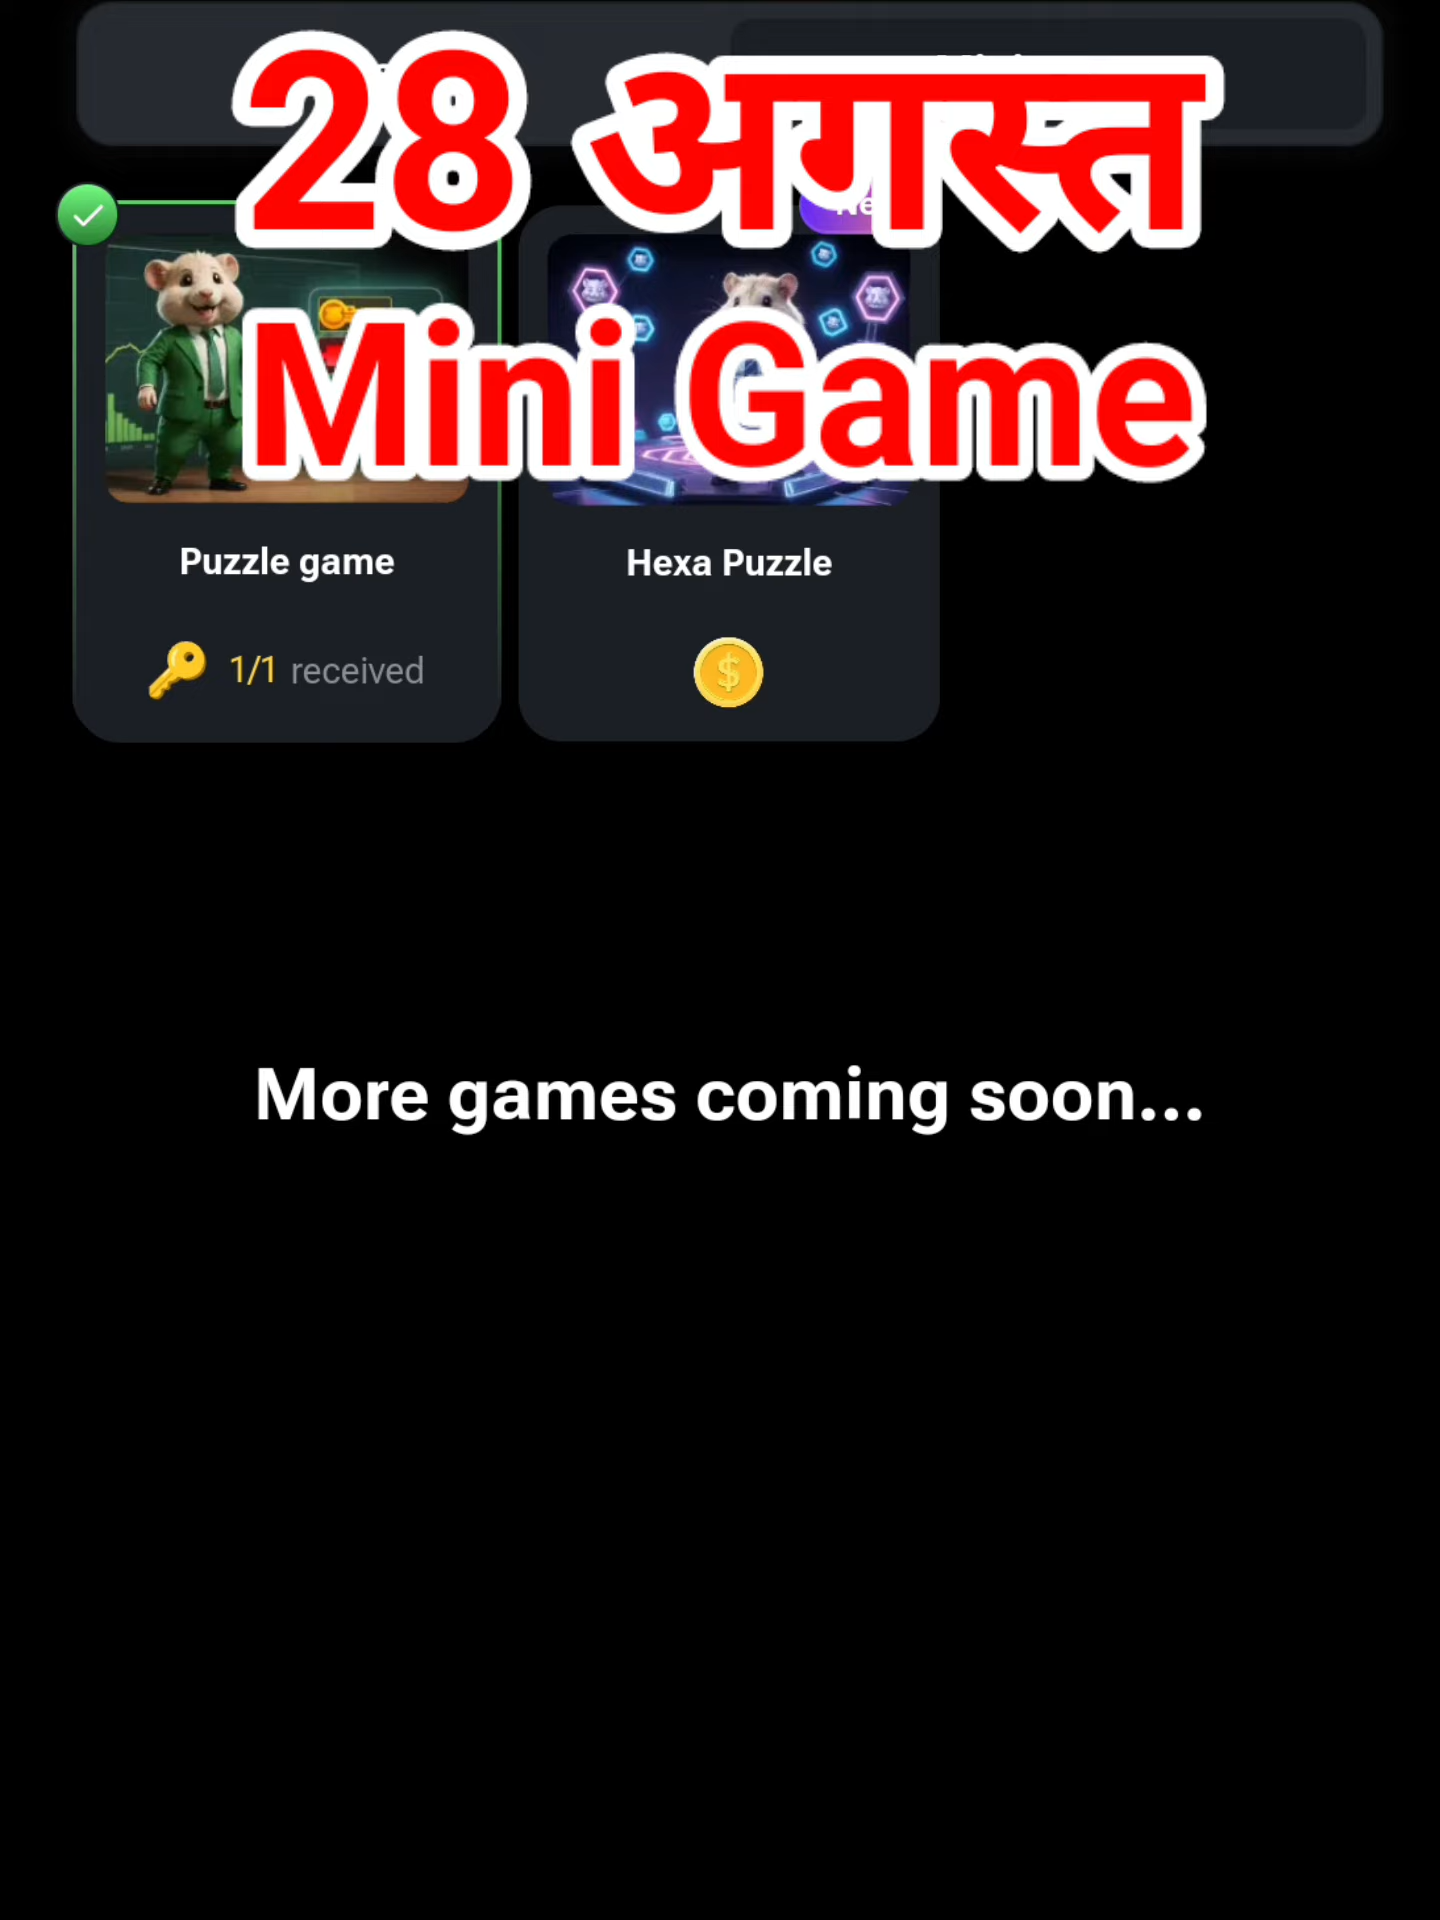 28 अगस्त
Mini Game
Puzzle game
Hexa Puzzle
1/1 received
More games coming soon...